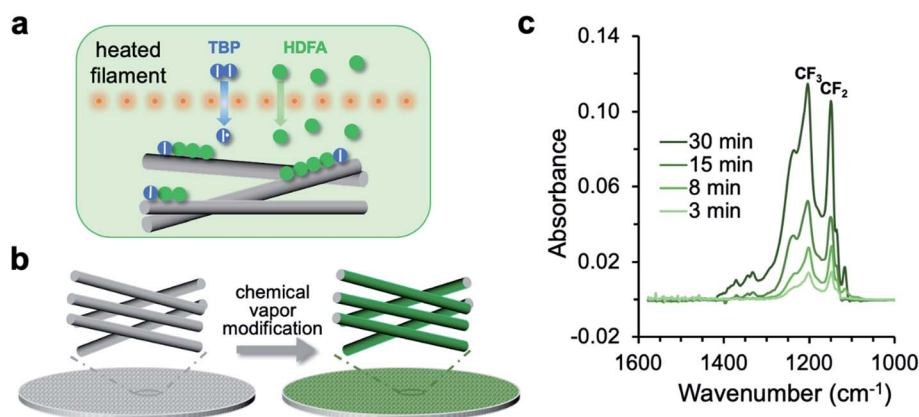 a
heated
filament
TBP
HDFA
I
I
I•
I
I
I
b
chemical
vapor
modification
c
Absorbance
0.14
0.10
0.06
0.02
-0.02
CF₃
CF₂
30 min
15 min
8 min
3 min
1600 1400 1200 1000
Wavenumber (cm⁻¹)